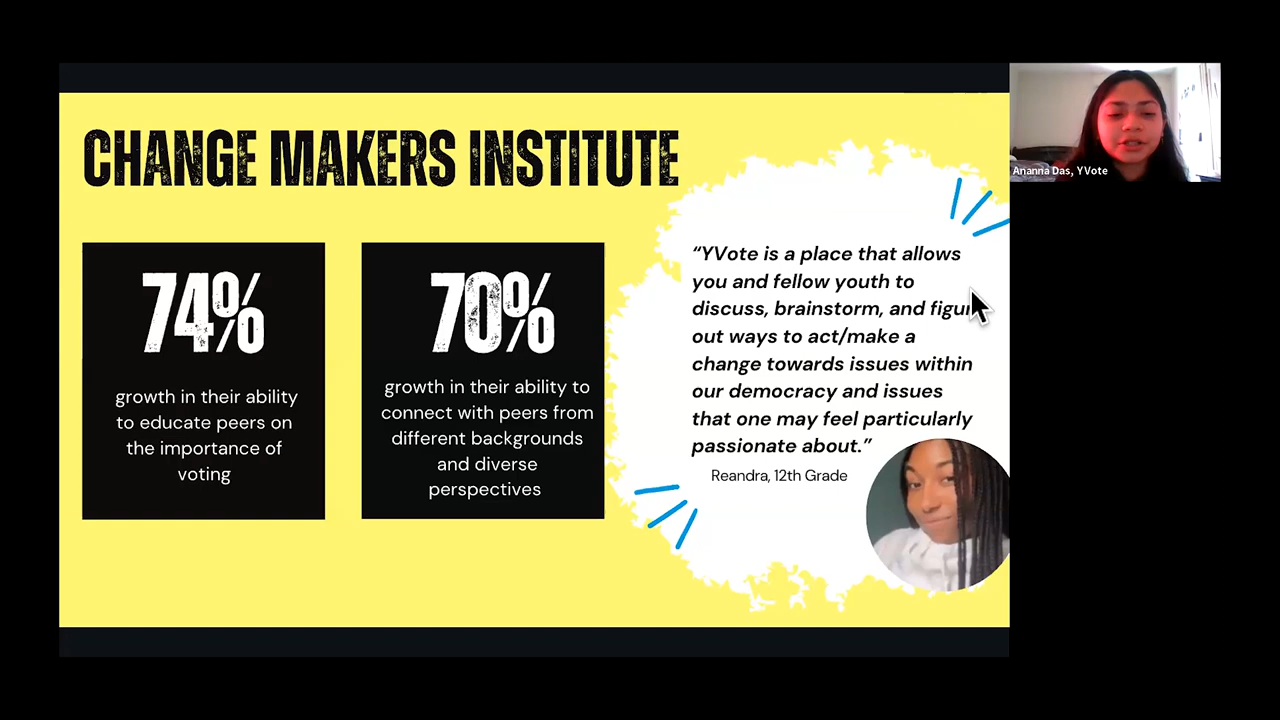 CHANGE MAKERS INSTITUTE
74%
growth in their ability
to educate peers on
the importance of
voting
70%
growth in their ability to
connect with peers from
different backgrounds
and diverse
perspectives
“YVote is a place that allows
you and fellow youth to
discuss, brainstorm, and figure
out ways to act/make a
change towards issues within
our democracy and issues
that one may feel particularly
passionate about.”
Reandra, 12th Grade
Ananna Das, YVote